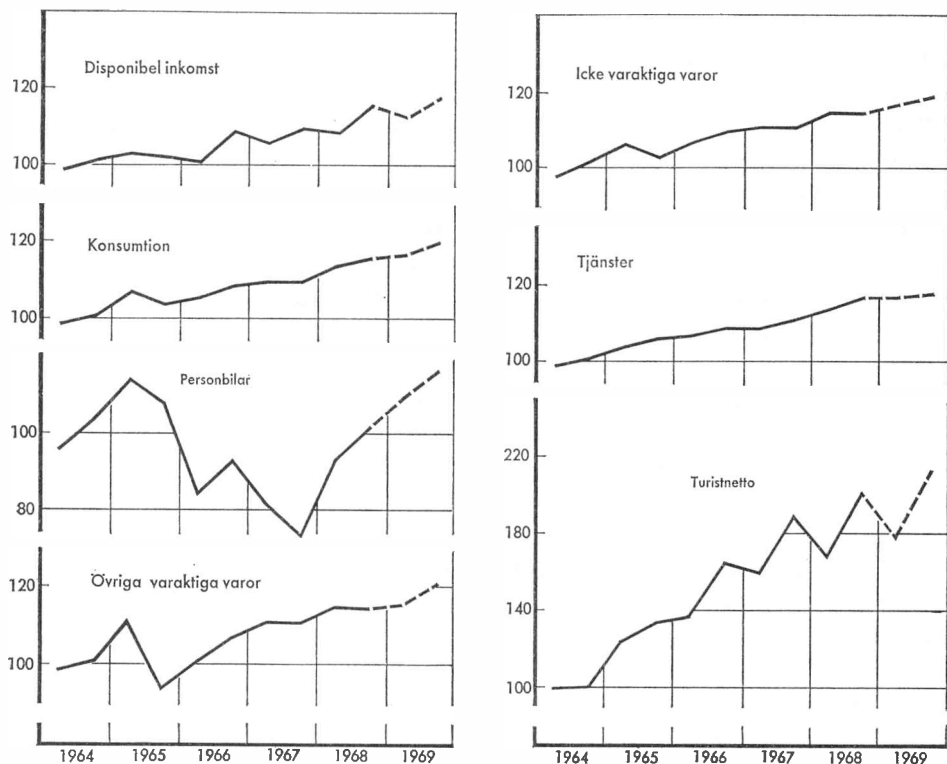 Disponibel inkomst
120
100
Konsumtion
120
100
Personbilar
100
80
Övriga varaktiga varor
120
100
1964 1965 1966 1967 1968 1969
Icke varaktiga varor
120
100
Tjänster
120
100
Turistnetto
220
180
140
100
1964 1965 1966 1967 1968 1969